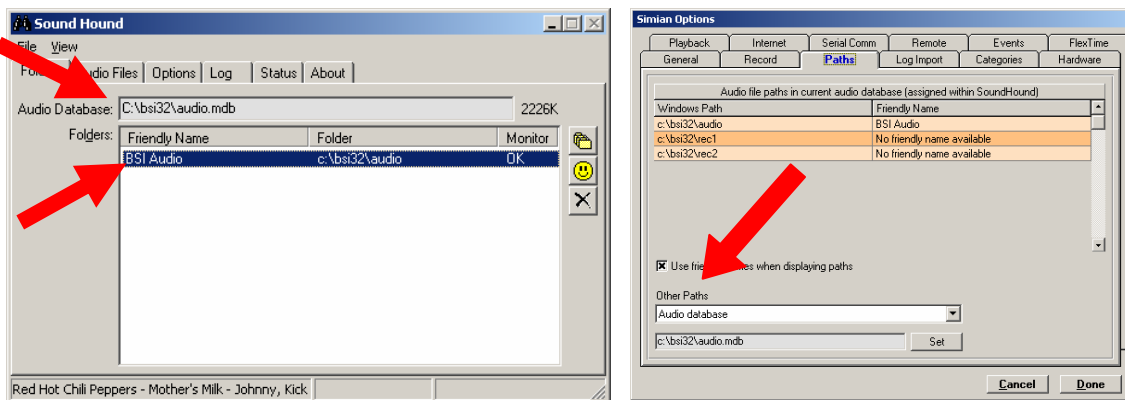 Sound Hound
File View
Audio Files Options Log Status About
Audio Database: C:\bsi32\audio.mdb 2226K
Folders: Friendly Name Folder Monitor
BSI Audio c:\bsi32\audio OK
Red Hot Chili Peppers - Mother's Milk - Johnny, Kick
Simian Options
Playback Internet Serial Comm Remote Events FlexTime
General Record Paths Log Import Categories Hardware
Audio file paths in current audio database (assigned within SoundHound)
Windows Path Friendly Name
c:\bsi32\audio BSI Audio
c:\bsi32\rec1 No friendly name available
c:\bsi32\rec2 No friendly name available
Use when displaying paths
Other Paths
Audio database
c:\bsi32\audio.mdb Set
Cancel Done